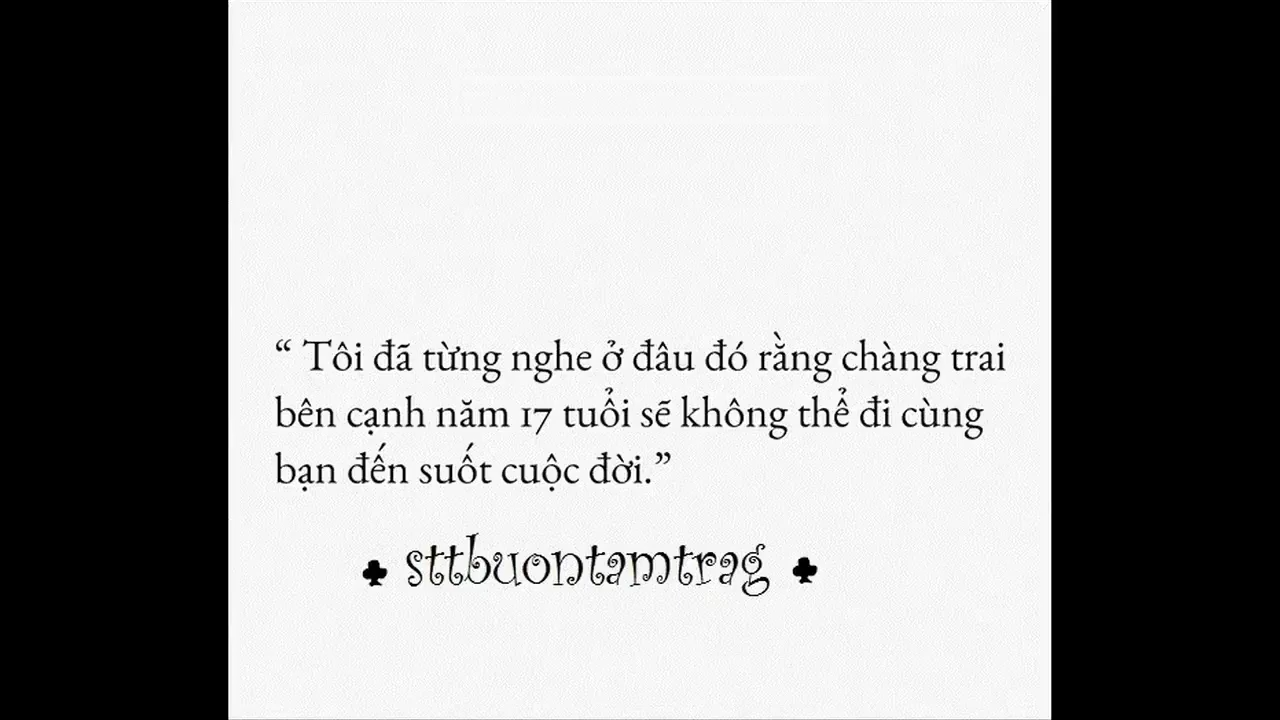 “ Tôi đã từng nghe ở đâu đó rằng chàng trai
bên cạnh năm 17 tuổi sẽ không thể đi cùng
bạn đến suốt cuộc đời.”
♣ sttbuontamtrag ♣